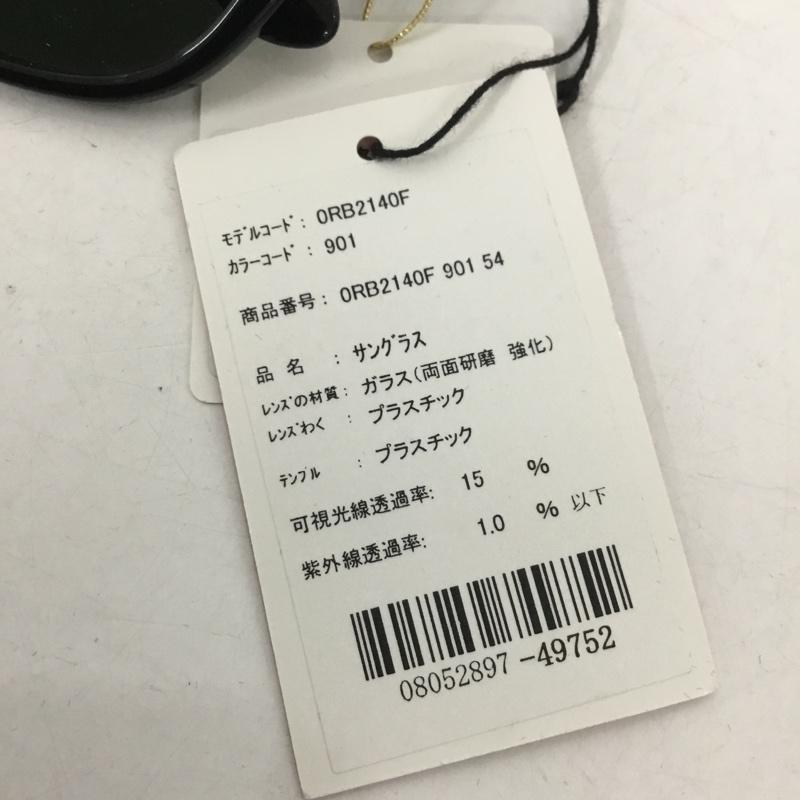 ﾓﾃﾞﾙｺｰﾄﾞ : 0RB2140F
ｶﾗｰｺｰﾄﾞ : 901
商品番号 : 0RB2140F 901 54
品 名 : サングラス
ﾚﾝｽﾞの材質 : ガラス(両面研磨 強化)
ﾚﾝｽﾞわく : プラスチック
ﾃﾝﾌﾟﾙ : プラスチック
可視光線透過率: 15 %
紫外線透過率: 1.0 % 以下
08052897 -49752